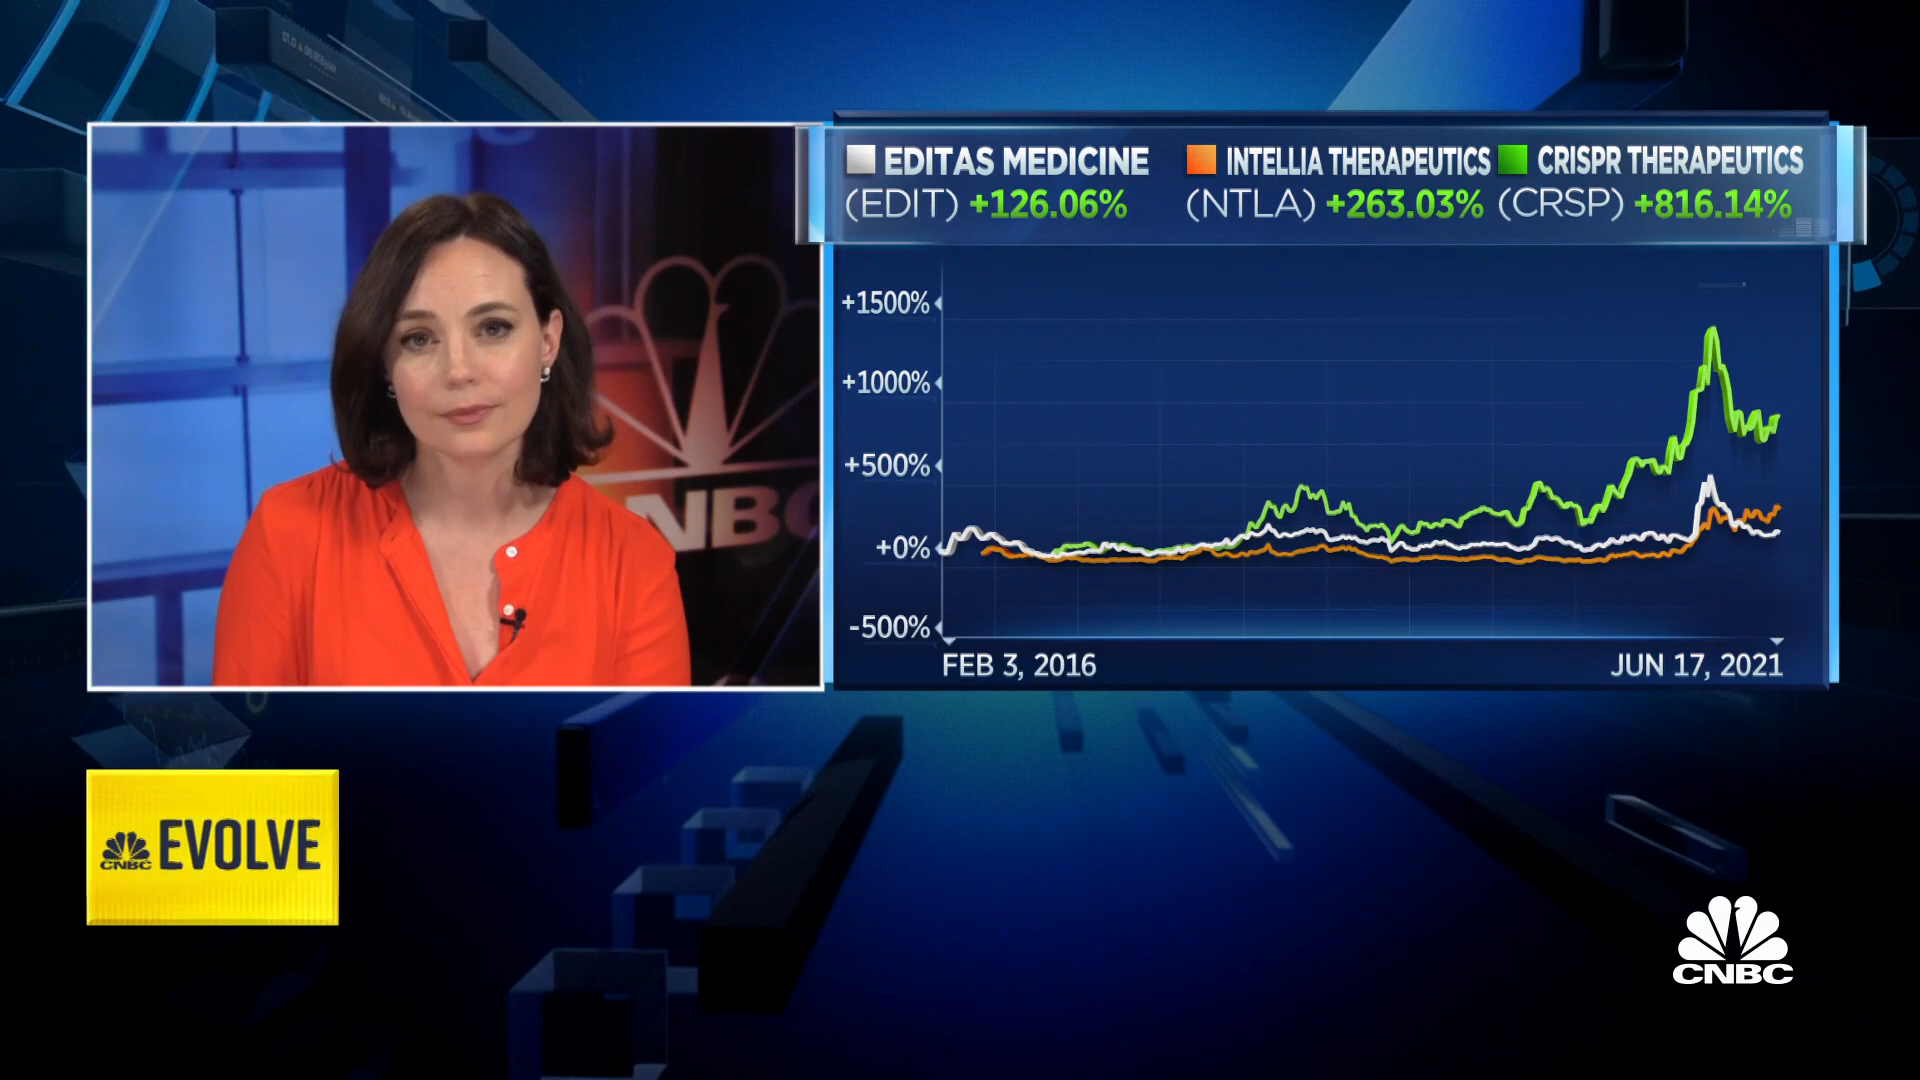 EDITAS MEDICINE
(EDIT) +126.06%
INTELLIA THERAPEUTICS
(NTLA) +263.03%
CRISPR THERAPEUTICS
(CRSP) +816.14%
+1500%
+1000%
+500%
+0%
-500%
FEB 3, 2016
JUN 17, 2021
CNBC
CNBC EVOLVE
CNBC